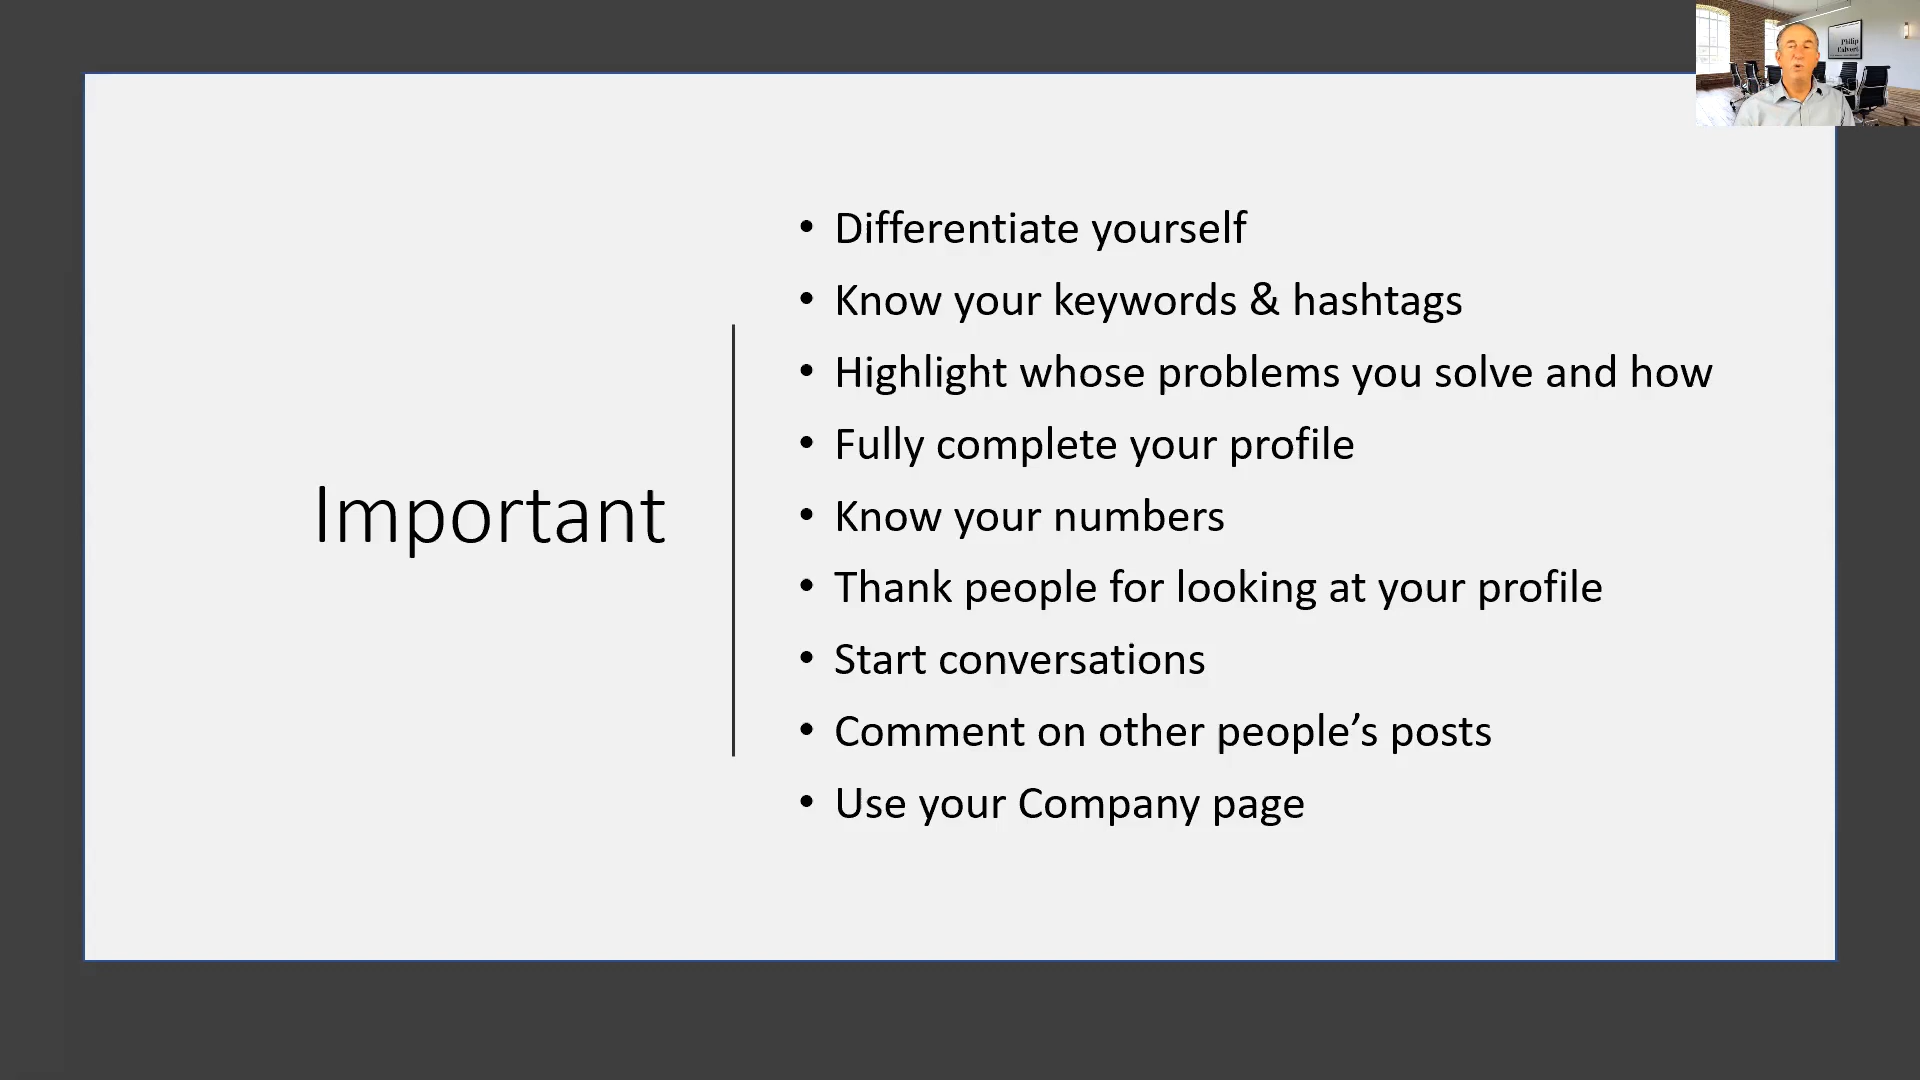 Important
• Differentiate yourself
• Know your keywords & hashtags
• Highlight whose problems you solve and how
• Fully complete your profile
• Know your numbers
• Thank people for looking at your profile
• Start conversations
• Comment on other people’s posts
• Use your Company page
Philip
Calvert